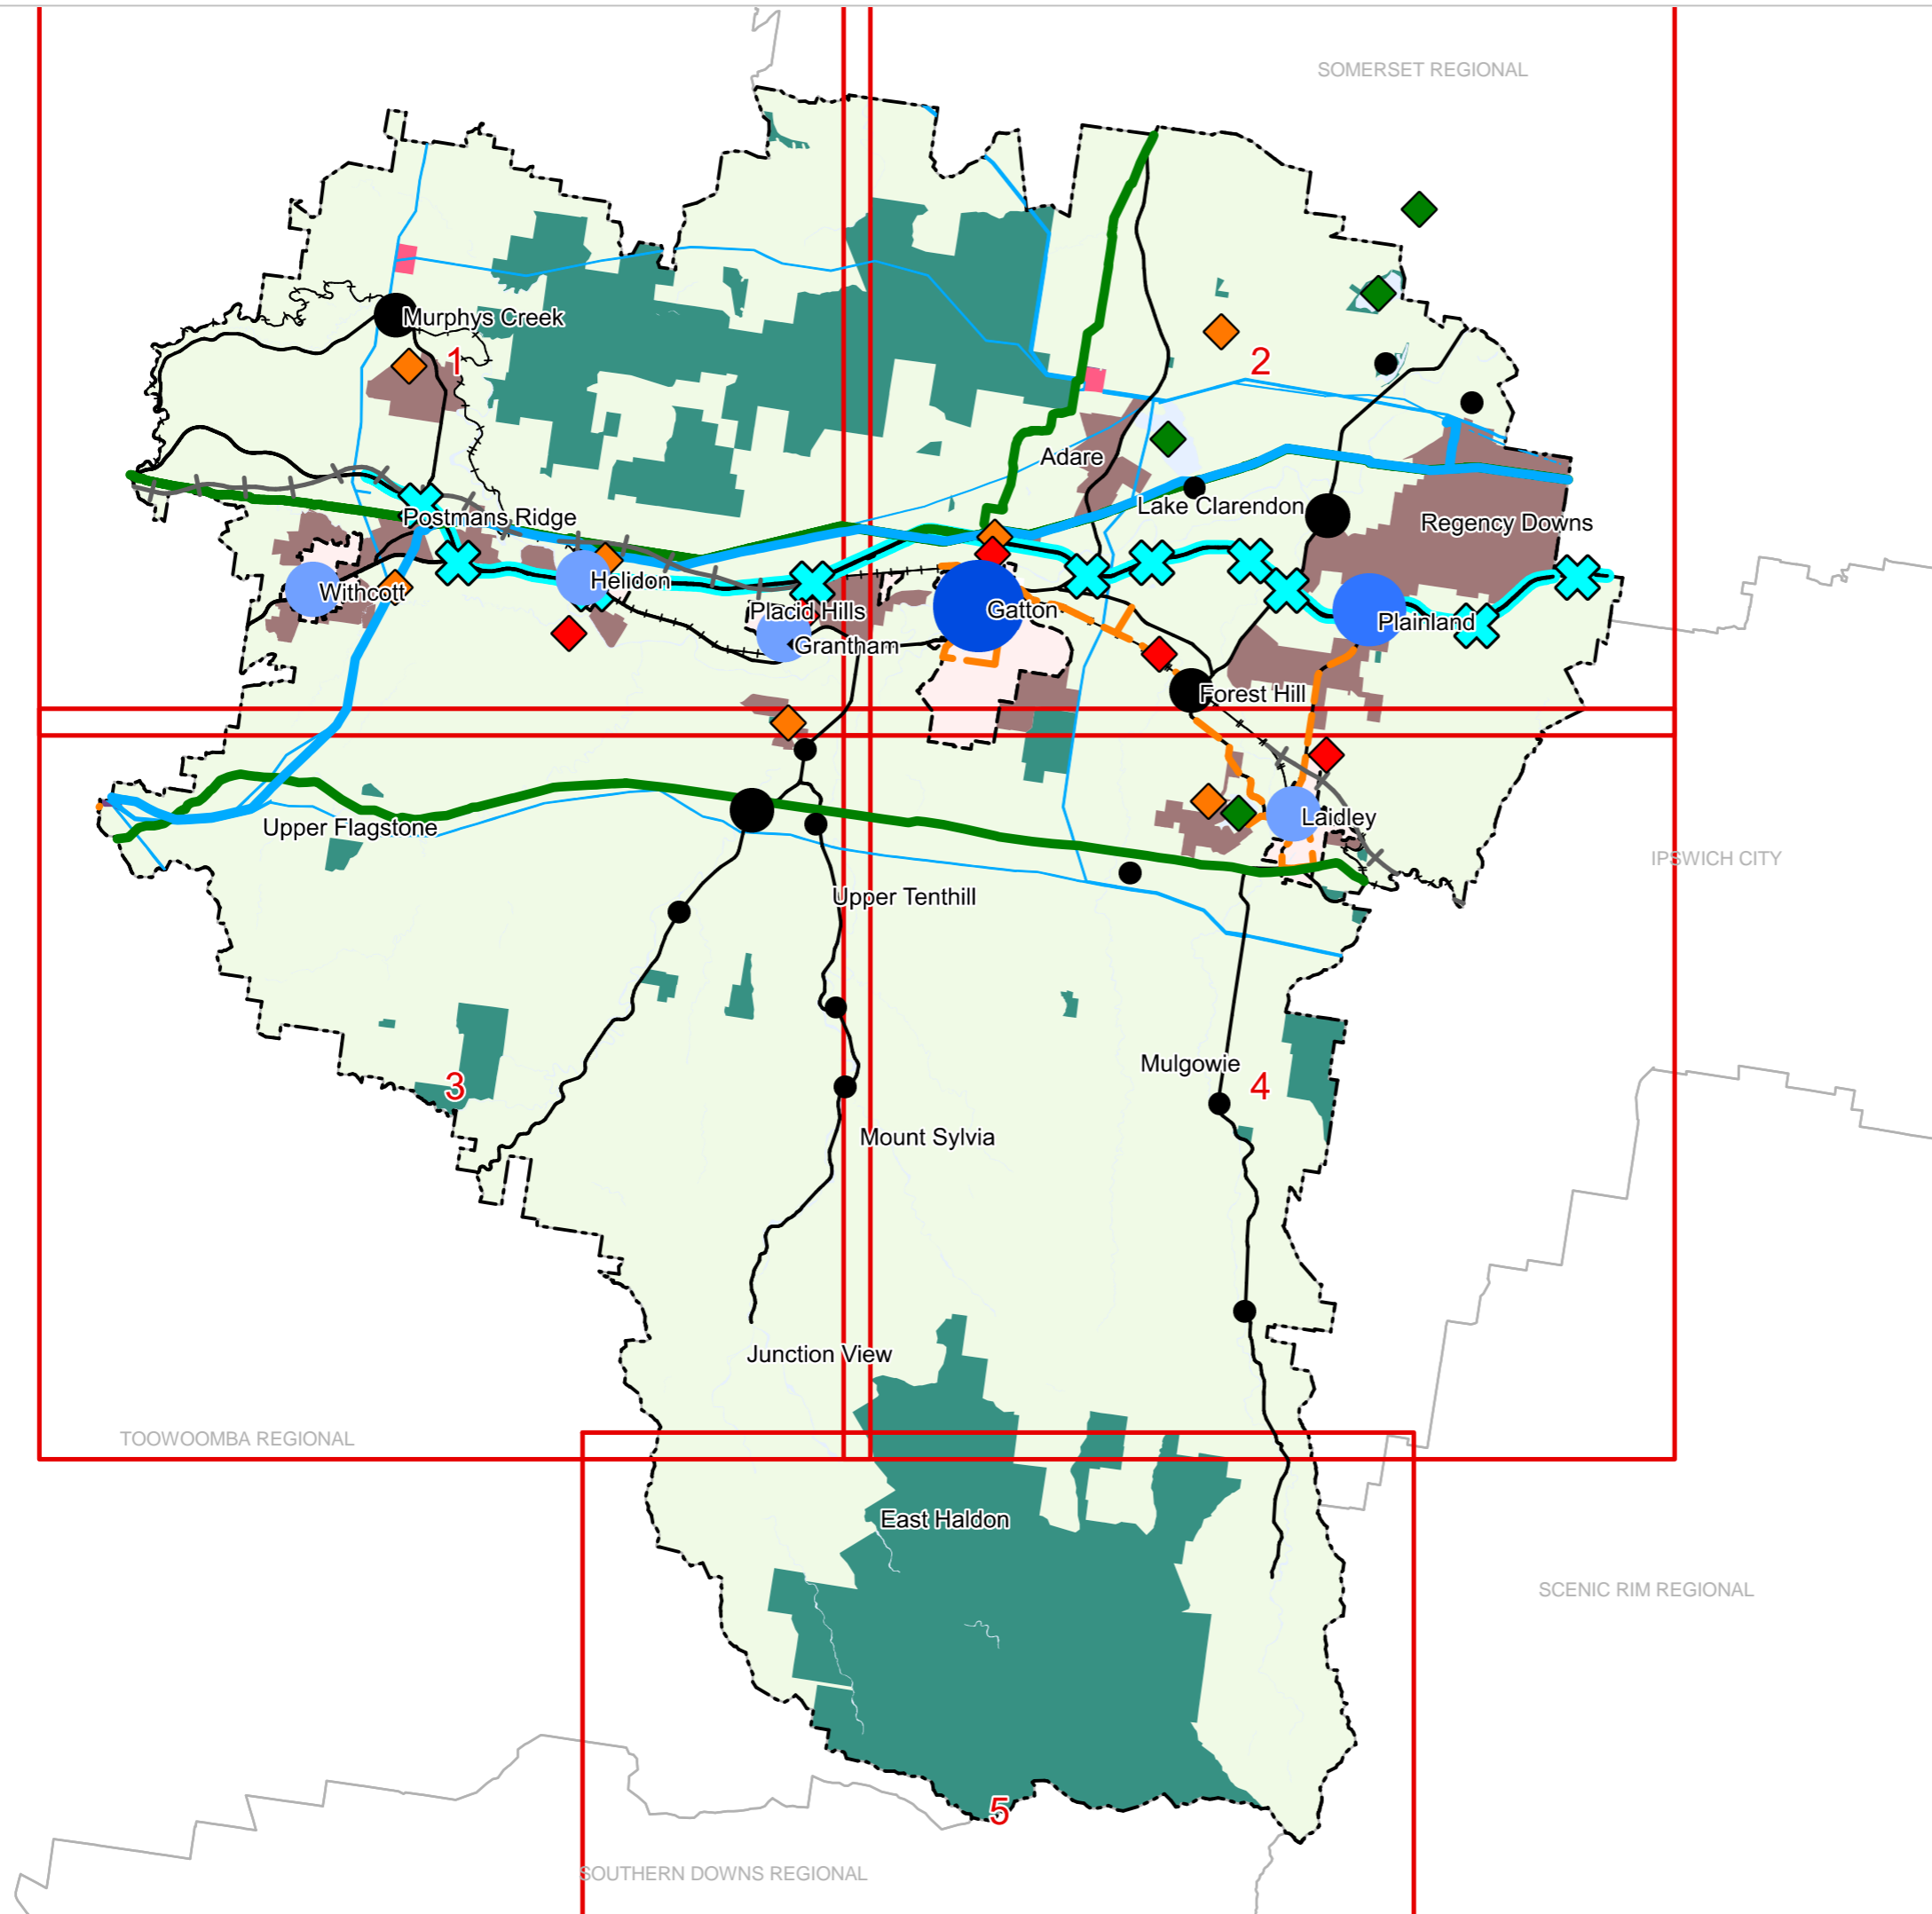 SOMERSET REGIONAL
Murphys Creek
1
2
Adare
Lake Clarendon
Postmans Ridge
Regency Downs
Helidon
Withcott
Placid Hills
Gatton
Plainland
Grantham
Forest Hill
Laidley
Upper Flagstone
IPSWICH CITY
Upper Tenthill
Mulgowie
3
4
Mount Sylvia
Junction View
TOOWOOMBA REGIONAL
East Haldon
SCENIC RIM REGIONAL
5
SOUTHERN DOWNS REGIONAL